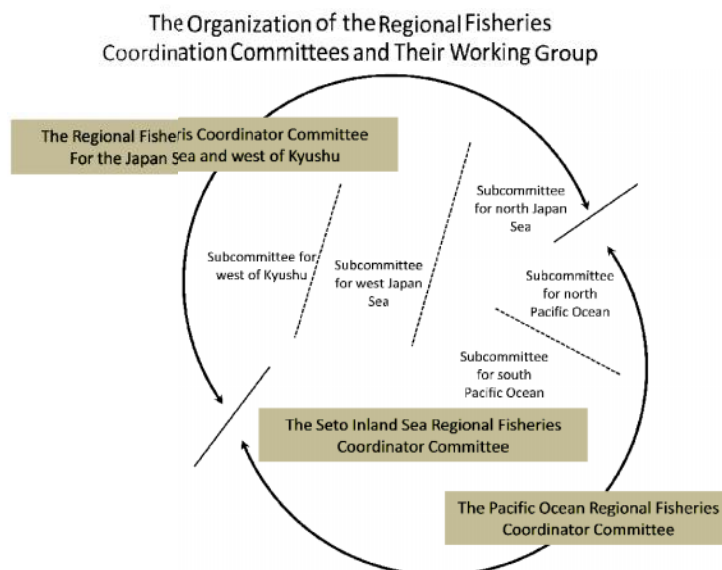 The Organization of the Regional Fisheries
Coordination Committees and Their Working Group
The Regional Fisheris Coordinator Committee
For the Japan Sea and west of Kyushu
Subcommittee
for north Japan
Sea
Subcommittee for
west of Kyushu
Subcommittee
for west Japan
Sea
Subcommittee
for north
Pacific Ocean
Subcommittee
for south
Pacific Ocean
The Seto Inland Sea Regional Fisheries
Coordinator Committee
The Pacific Ocean Regional Fisheries
Coordinator Committee